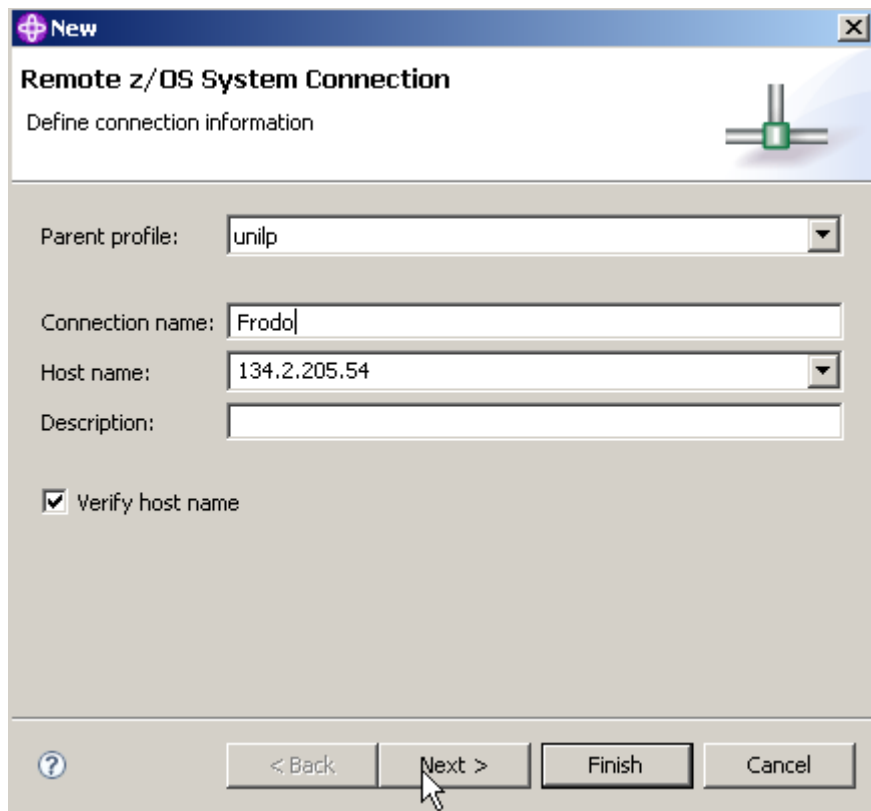 New
Remote z/OS System Connection
Define connection information
Parent profile: unilp
Connection name: Frodo
Host name: 134.2.205.54
Description:
Verify host name
? < Back Next > Finish Cancel